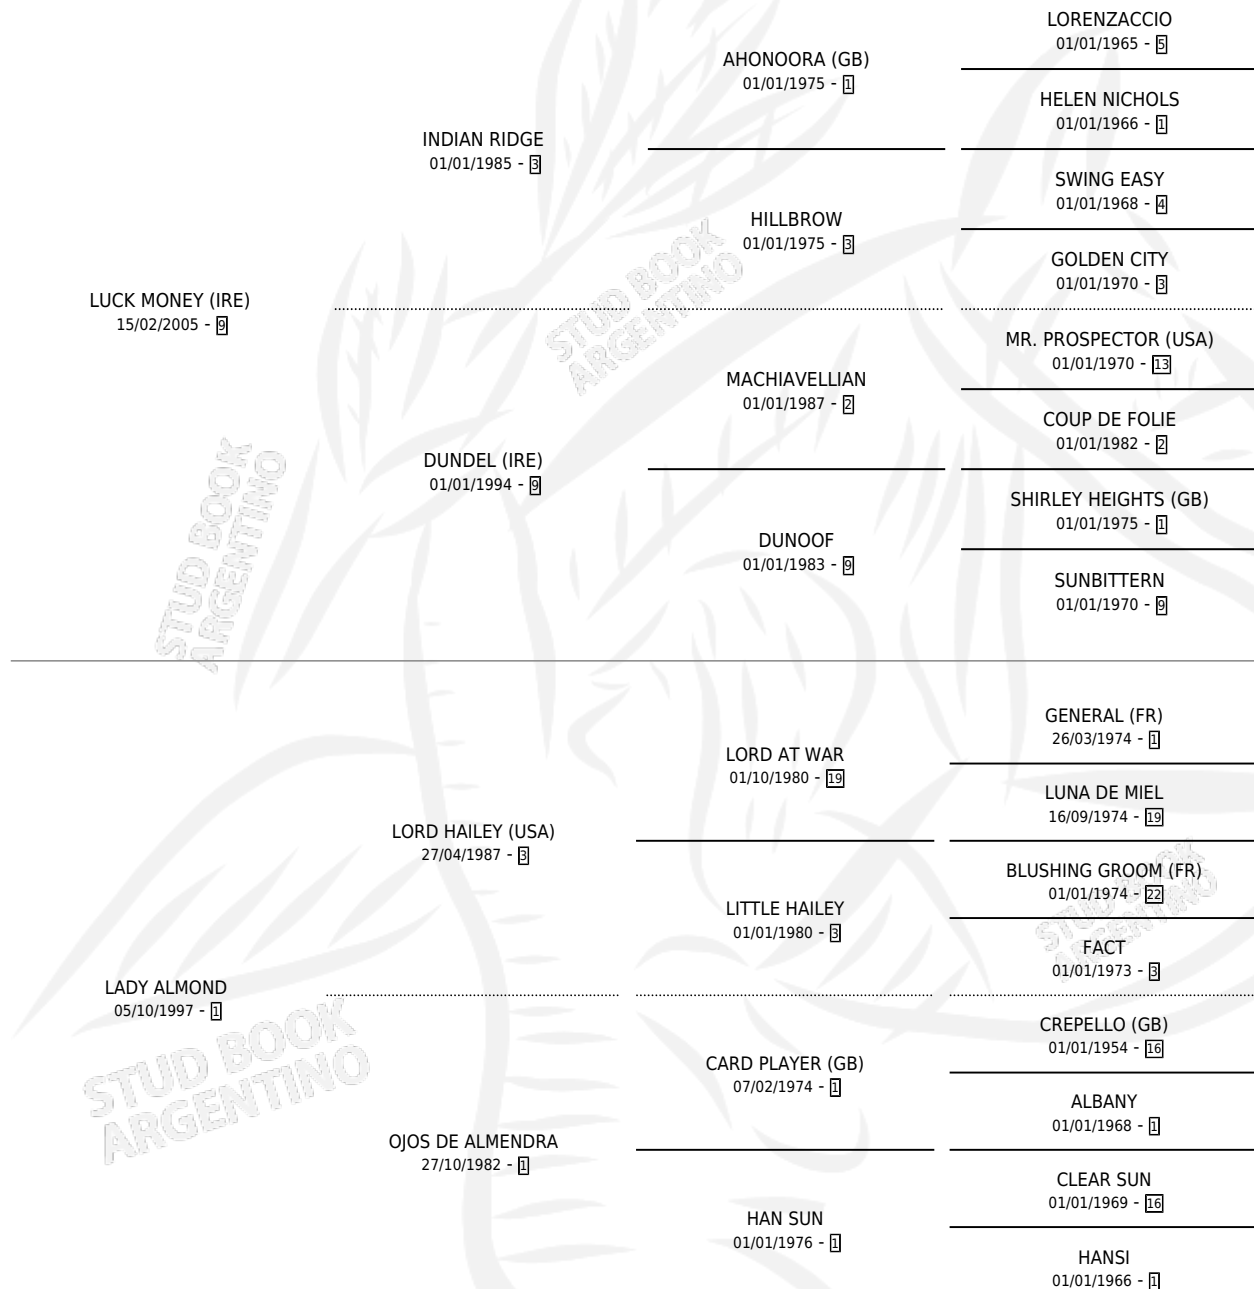 LORENZACCIO
01/01/1965 - 5
AHONOORA (GB)
01/01/1975 - 1
HELEN NICHOLS
01/01/1966 - 1
INDIAN RIDGE
01/01/1985 - 3
SWING EASY
01/01/1968 - 4
HILLBROW
01/01/1975 - 3
GOLDEN CITY
01/01/1970 - 3
LUCK MONEY (IRE)
15/02/2005 - 9
MR. PROSPECTOR (USA)
01/01/1970 - 13
MACHIAVELLIAN
01/01/1987 - 2
COUP DE FOLIE
01/01/1982 - 2
DUNDEL (IRE)
01/01/1994 - 9
SHIRLEY HEIGHTS (GB)
01/01/1975 - 1
DUNOOF
01/01/1983 - 9
SUNBITTERN
01/01/1970 - 9
STUD BOOK
ARGENTINO
STUD BOOK
ARGENTINO
GENERAL (FR)
26/03/1974 - 1
LORD AT WAR
01/10/1980 - 19
LUNA DE MIEL
16/09/1974 - 19
LORD HAILEY (USA)
27/04/1987 - 3
BLUSHING GROOM (FR)
01/01/1974 - 22
LITTLE HAILEY
01/01/1980 - 3
FACT
01/01/1973 - 3
LADY ALMOND
05/10/1997 - 1
CREPELLO (GB)
01/01/1954 - 16
CARD PLAYER (GB)
07/02/1974 - 1
ALBANY
01/01/1968 - 1
OJOS DE ALMENDRA
27/10/1982 - 1
CLEAR SUN
01/01/1969 - 16
HAN SUN
01/01/1976 - 1
HANSI
01/01/1966 - 1
STUD BOOK
ARGENTINO
STUD BOOK
ARGENTINO